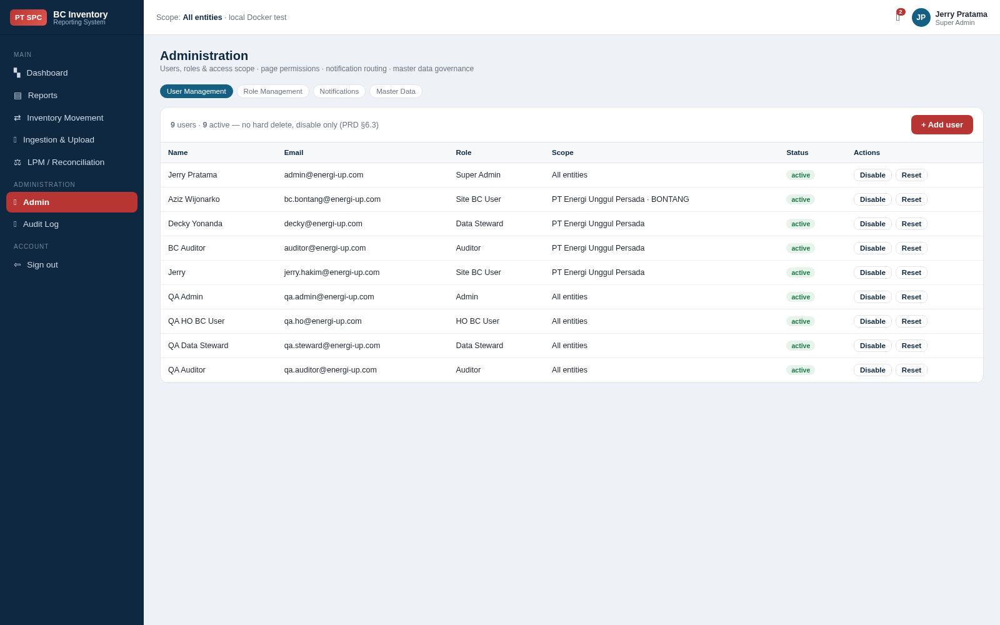 PT SPC
BC Inventory
Reporting System
MAIN
Dashboard
Reports
Inventory Movement
Ingestion & Upload
LPM / Reconciliation
ADMINISTRATION
Admin
Audit Log
ACCOUNT
Sign out
Scope: All entities · local Docker test
2
JP
Jerry Pratama
Super Admin
Administration
Users, roles & access scope · page permissions · notification routing · master data governance
User Management Role Management Notifications Master Data
9 users · 9 active — no hard delete, disable only (PRD §6.3)
+ Add user
Name Email Role Scope Status Actions
Jerry Pratama admin@energi-up.com Super Admin All entities active Disable Reset
Aziz Wijonarko bc.bontang@energi-up.com Site BC User PT Energi Unggul Persada · BONTANG active Disable Reset
Decky Yonanda decky@energi-up.com Data Steward PT Energi Unggul Persada active Disable Reset
BC Auditor auditor@energi-up.com Auditor PT Energi Unggul Persada active Disable Reset
Jerry jerry.hakim@energi-up.com Site BC User PT Energi Unggul Persada active Disable Reset
QA Admin qa.admin@energi-up.com Admin All entities active Disable Reset
QA HO BC User qa.ho@energi-up.com HO BC User All entities active Disable Reset
QA Data Steward qa.steward@energi-up.com Data Steward All entities active Disable Reset
QA Auditor qa.auditor@energi-up.com Auditor All entities active Disable Reset